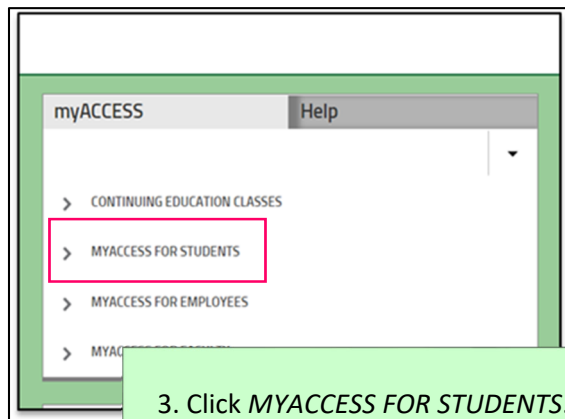 myACCESS Help
CONTINUING EDUCATION CLASSES
MYACCESS FOR STUDENTS
MYACCESS FOR EMPLOYEES
3. Click MYACCESS FOR STUDENTS.